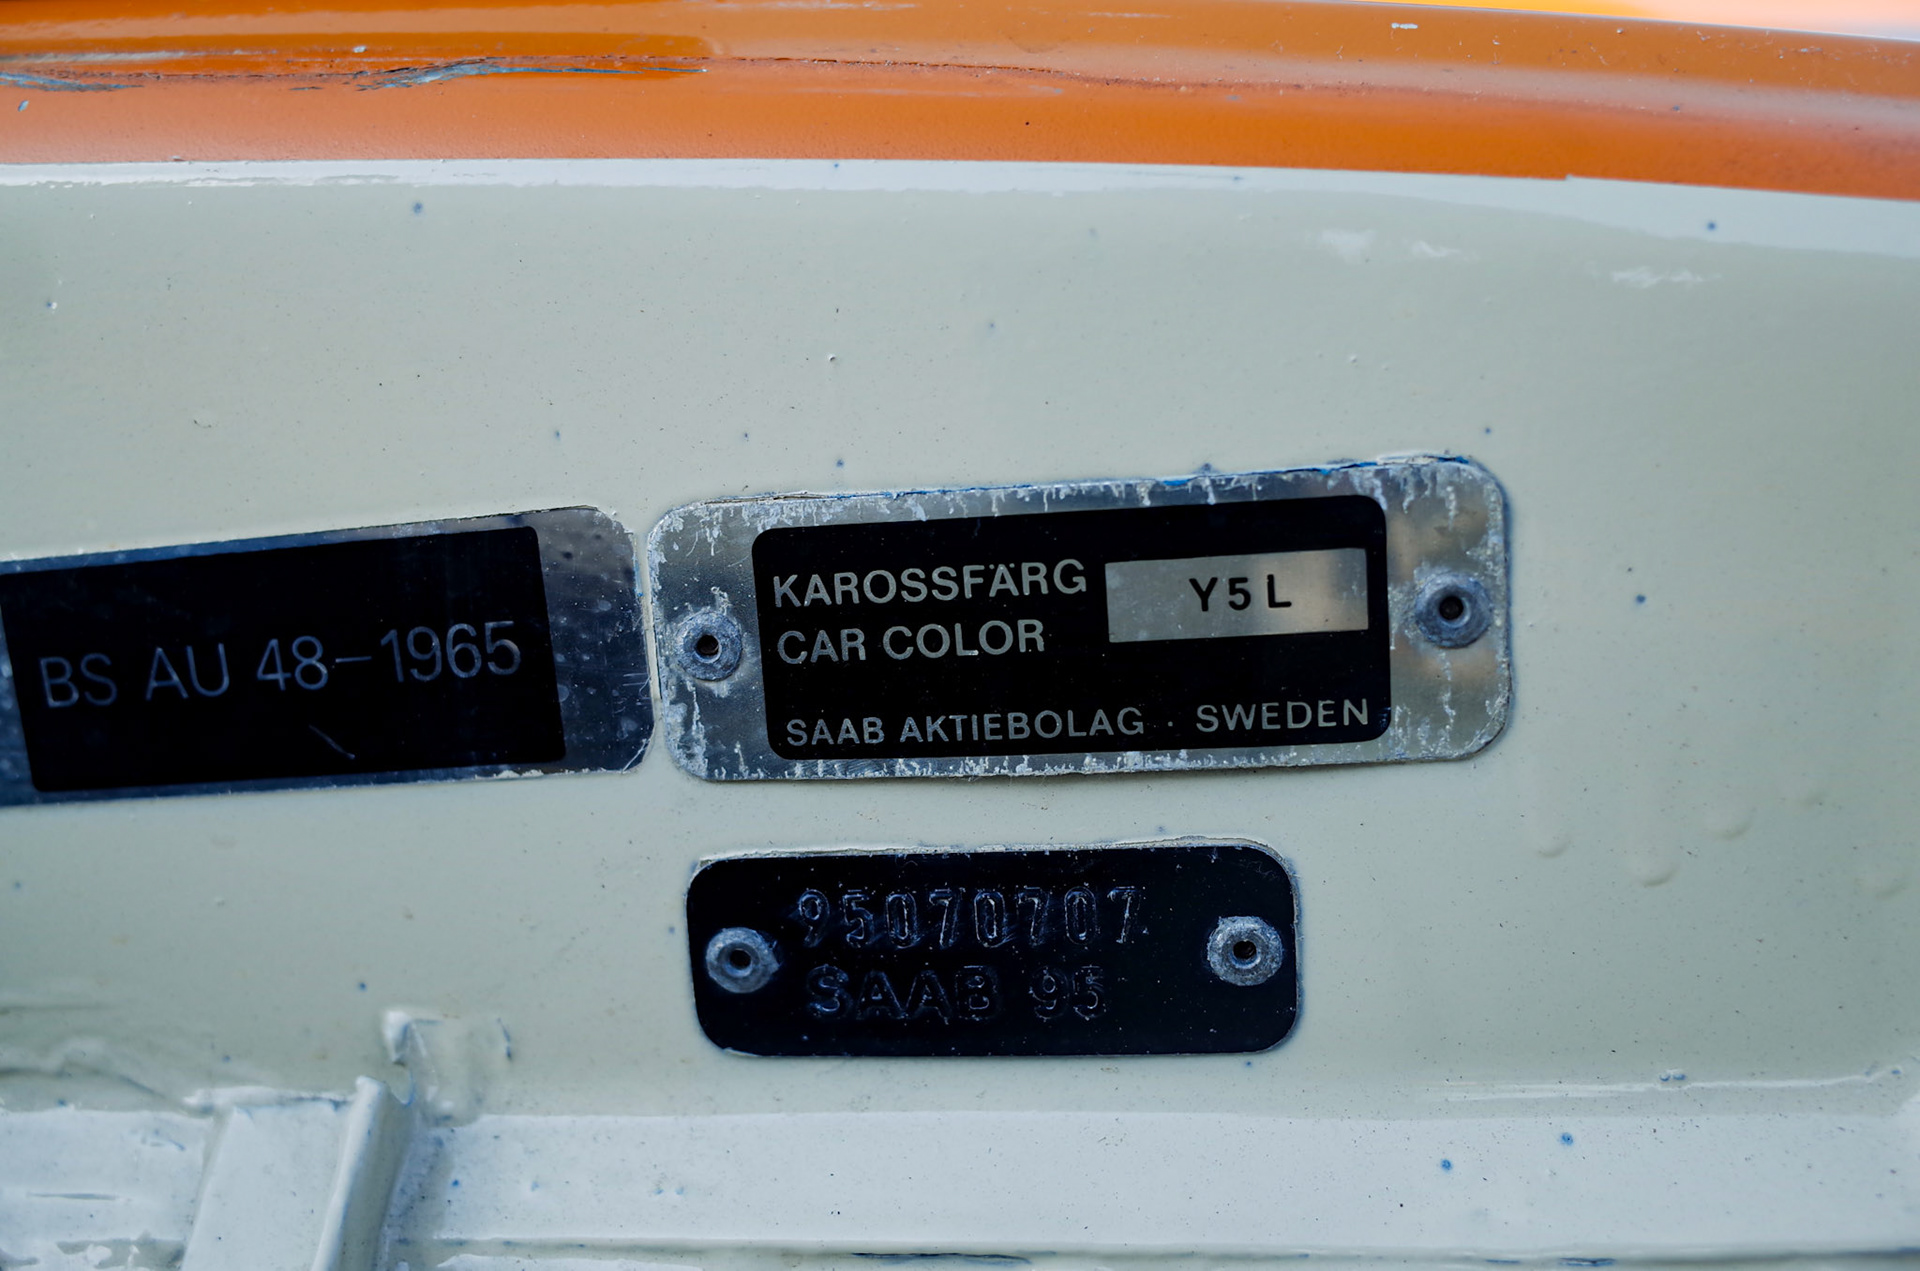 BS AU 48-1965
KAROSSFÄRG
CAR COLOR
Y5L
SAAB AKTIEBOLAG · SWEDEN
95070707
SAAB 95